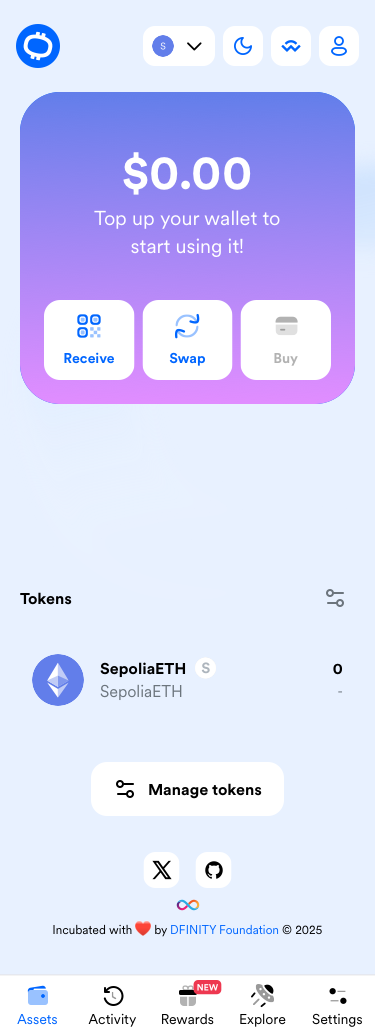 S
$0.00
Top up your wallet to
start using it!
Receive
Swap
Buy
Tokens
SepoliaETH S 0
SepoliaETH -
Manage tokens
Incubated with ❤️ by DFINITY Foundation © 2025
NEW
Assets
Activity
Rewards
Explore
Settings